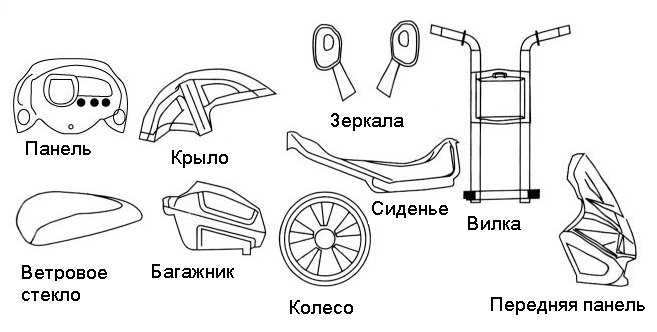 Зеркала
Панель
Крыло
Сиденье
Вилка
Ветровое
стекло
Багажник
Колесо
Передняя панель